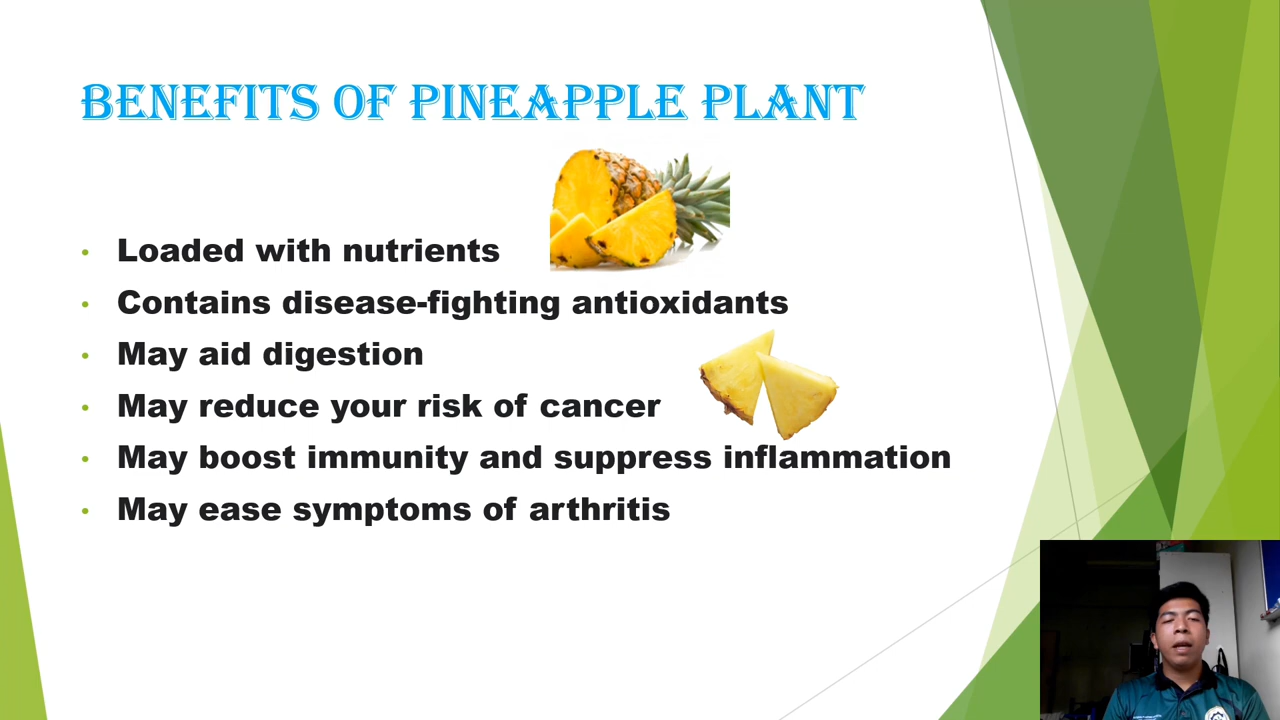 BENEFITS OF PINEAPPLE PLANT
• Loaded with nutrients
• Contains disease-fighting antioxidants
• May aid digestion
• May reduce your risk of cancer
• May boost immunity and suppress inflammation
• May ease symptoms of arthritis